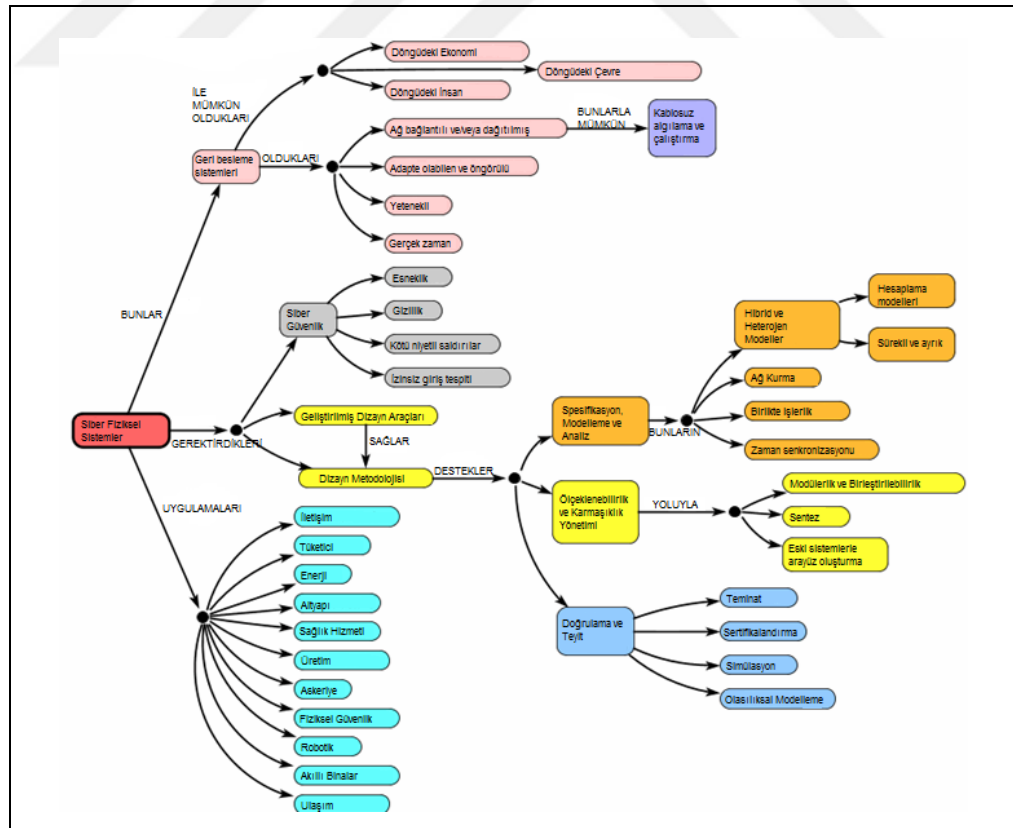 Döngüdeki Ekonomi
Döngüdeki Çevre
Döngüdeki İnsan
İLE
MÜMKÜN
OLDUKLARI
Geri besleme
sistemleri
OLDUKLARI
Ağ bağlantılı ve/veya dağıtılmış
BUNLARLA
MÜMKÜN
Kablosuz
algılama ve
çalıştırma
Adapte olabilen ve öngörülü
Yetenekli
Gerçek zaman
BUNLAR
Siber Fiziksel
Sistemler
GEREKTİRDİKLERİ
Siber
Güvenlik
Esneklik
Gizlilik
Kötü niyetli saldırılar
İzinsiz giriş tespiti
Geliştirilmiş Dizayn Araçları
SAĞLAR
Dizayn Metodolojisi
DESTEKLER
Spesifikasyon,
Modelleme ve
Analiz
BUNLARIN
Hibrid ve
Heterojen
Modeller
Hesaplama
modelleri
Sürekli ve ayrık
Ağ Kurma
Birlikte işlerlik
Zaman senkronizasyonu
Ölçeklenebilirlik
ve Karmaşıklık
Yönetimi
YOLUYLA
Modülerlik ve Birleştirilebilirlik
Sentez
Eski sistemlerle
arayüz oluşturma
Doğrulama ve
Teyit
Teminat
Sertifikalandırma
Simülasyon
Olasılıksal Modelleme
UYGULAMALARI
İletişim
Tüketici
Enerji
Altyapı
Sağlık Hizmeti
Üretim
Askeriye
Fiziksel Güvenlik
Robotik
Akıllı Binalar
Ulaşım